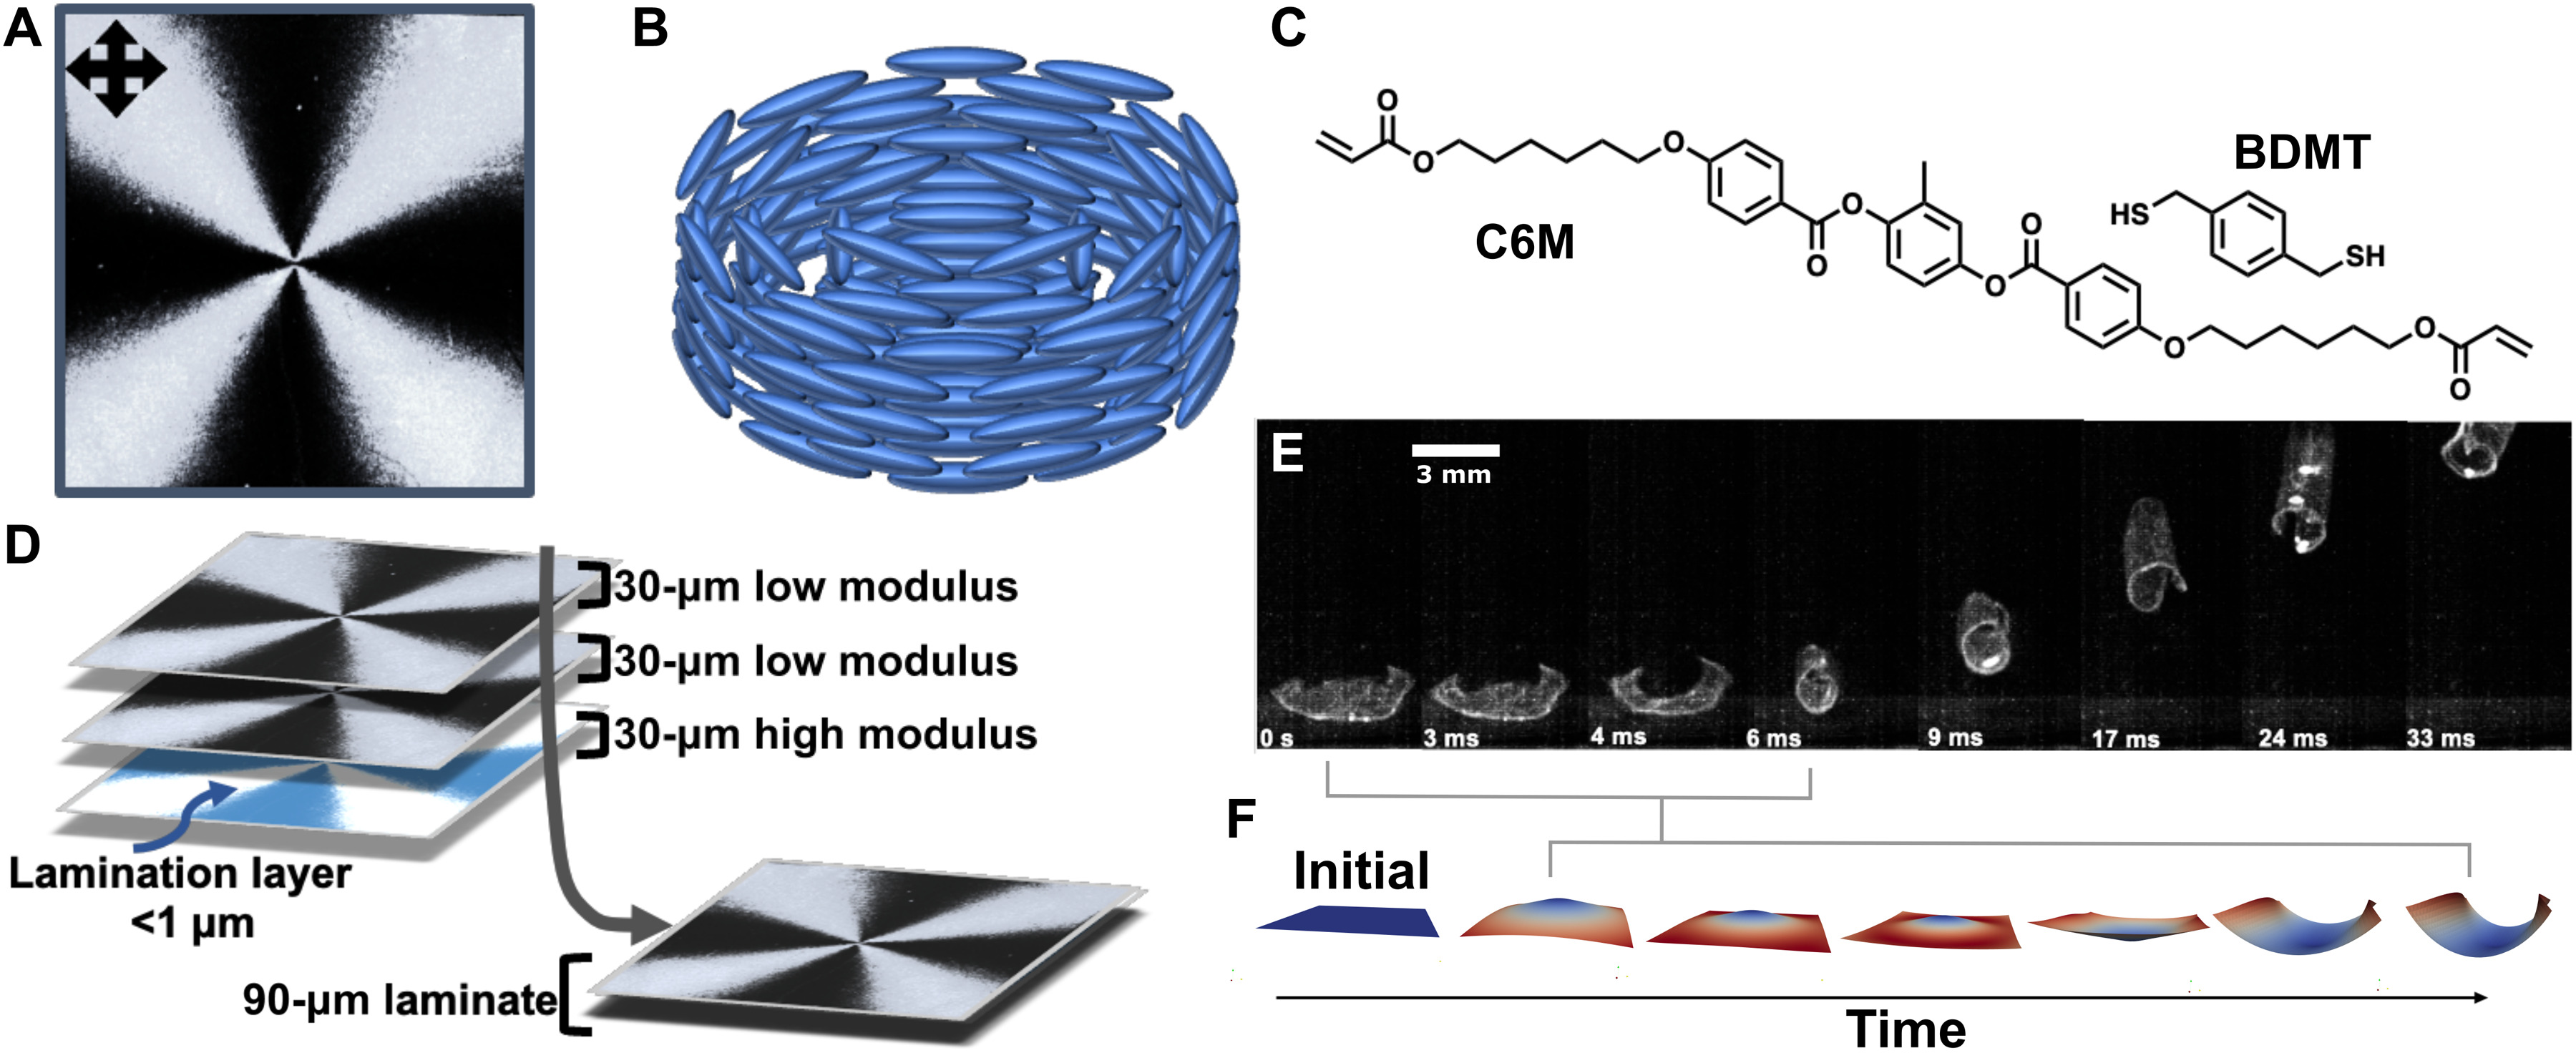 A
B
C
O
O
O
O
O
C6M
O
O
O
O
O
O
BDMT
HS
SH
D
30-µm low modulus
30-µm low modulus
30-µm high modulus
Lamination layer
<1 µm
90-µm laminate
E
3 mm
0 s
3 ms
4 ms
6 ms
9 ms
17 ms
24 ms
33 ms
F
Initial
Time